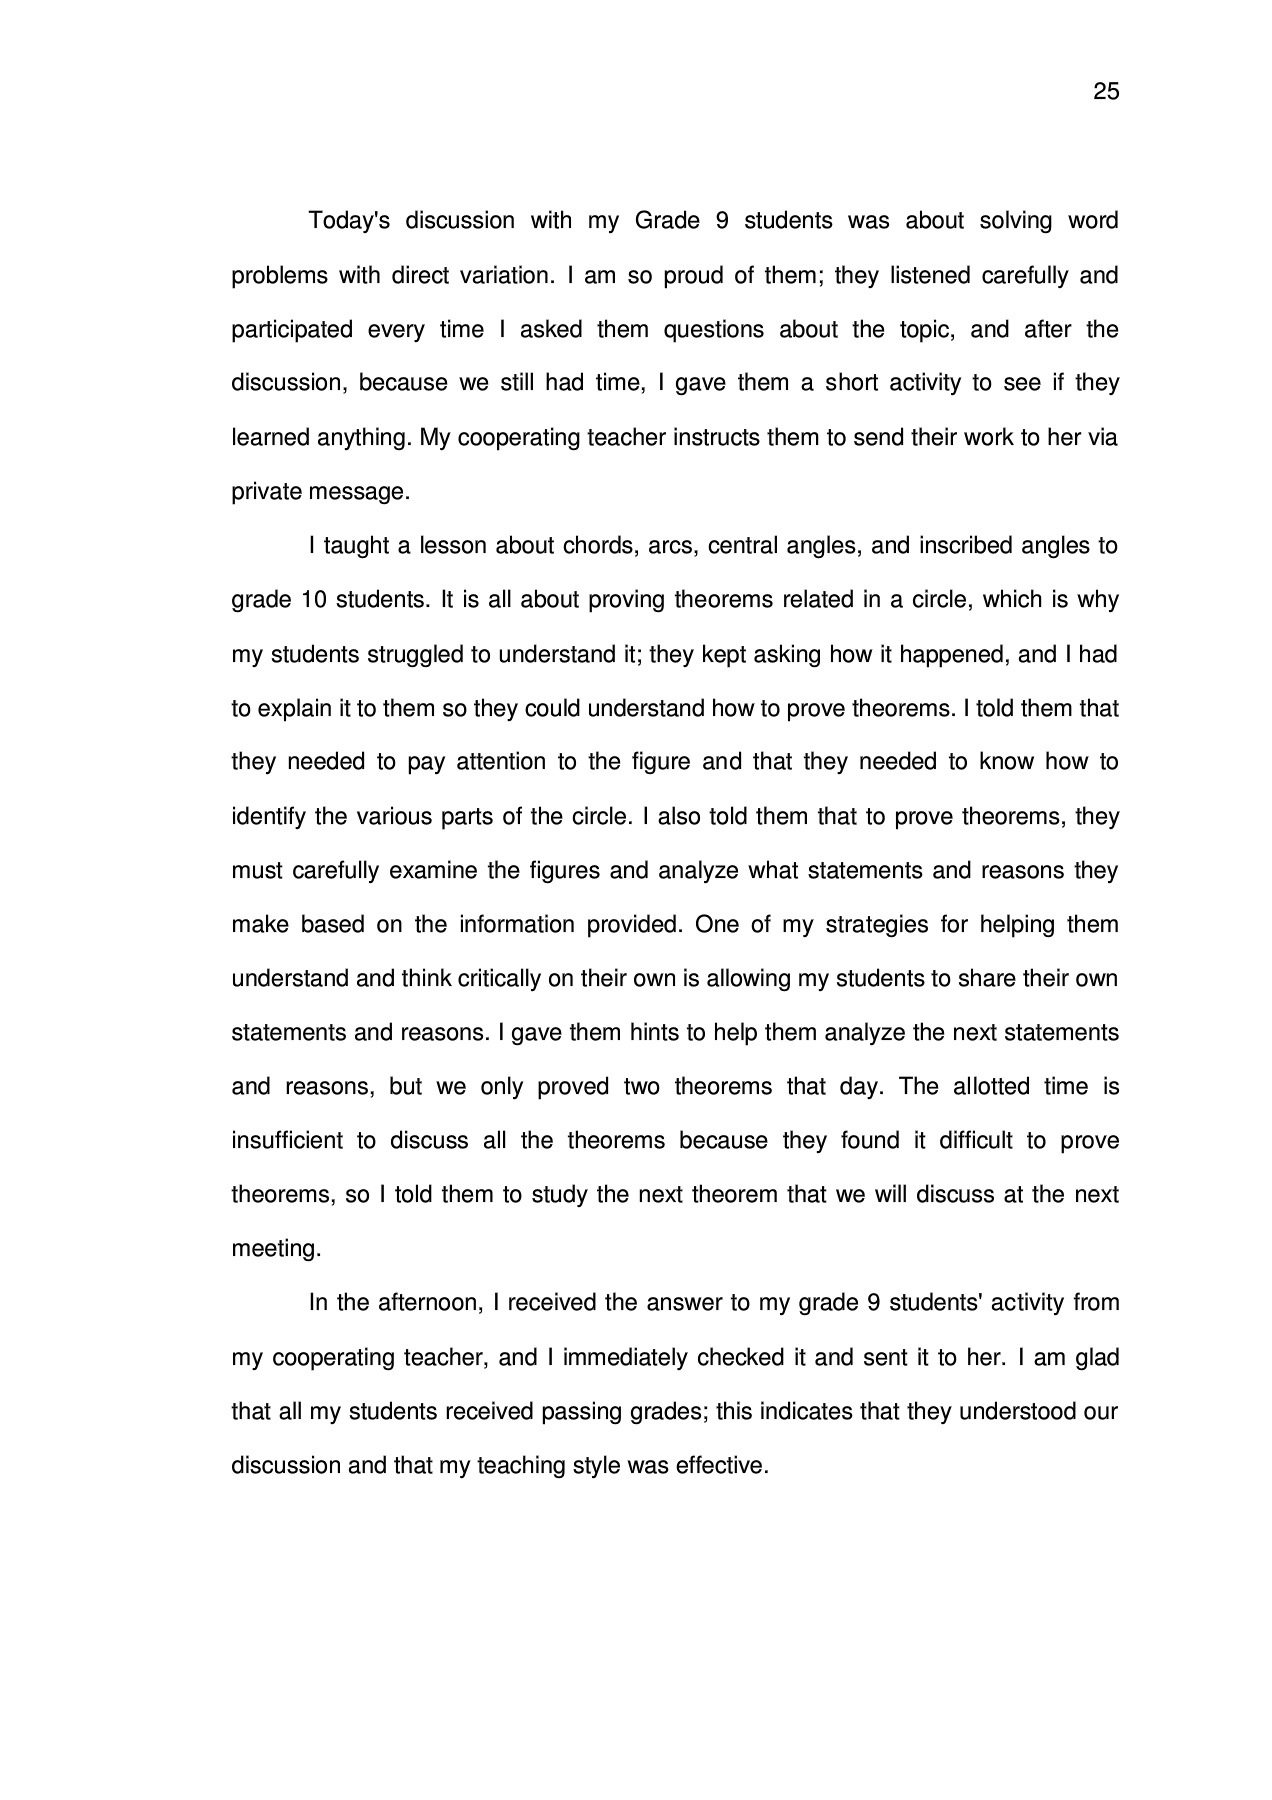 25
Today's discussion with my Grade 9 students was about solving word
problems with direct variation. I am so proud of them; they listened carefully and
participated every time I asked them questions about the topic, and after the
discussion, because we still had time, I gave them a short activity to see if they
learned anything. My cooperating teacher instructs them to send their work to her via
private message.
I taught a lesson about chords, arcs, central angles, and inscribed angles to
grade 10 students. It is all about proving theorems related in a circle, which is why
my students struggled to understand it; they kept asking how it happened, and I had
to explain it to them so they could understand how to prove theorems. I told them that
they needed to pay attention to the figure and that they needed to know how to
identify the various parts of the circle. I also told them that to prove theorems, they
must carefully examine the figures and analyze what statements and reasons they
make based on the information provided. One of my strategies for helping them
understand and think critically on their own is allowing my students to share their own
statements and reasons. I gave them hints to help them analyze the next statements
and reasons, but we only proved two theorems that day. The allotted time is
insufficient to discuss all the theorems because they found it difficult to prove
theorems, so I told them to study the next theorem that we will discuss at the next
meeting.
In the afternoon, I received the answer to my grade 9 students' activity from
my cooperating teacher, and I immediately checked it and sent it to her. I am glad
that all my students received passing grades; this indicates that they understood our
discussion and that my teaching style was effective.